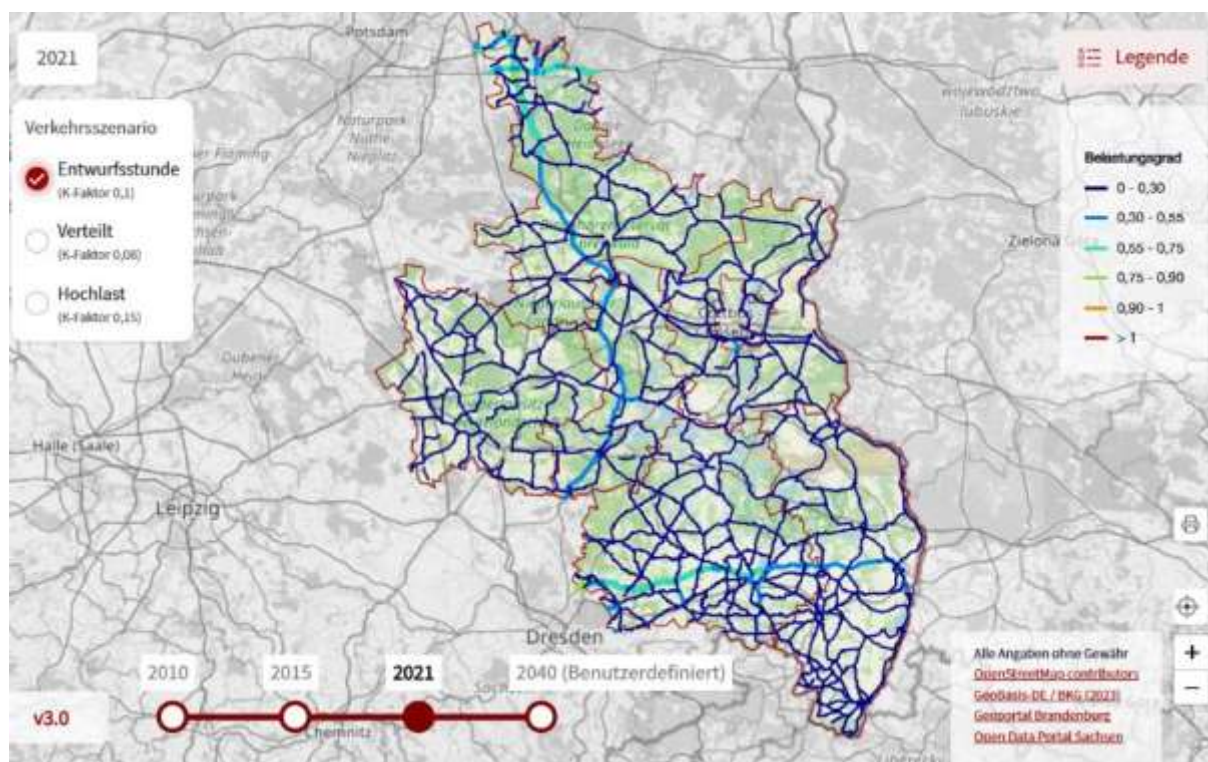 2021
Verkehrsszenario
Entwurfsstunde
(K-Faktor 0,1)
Verteilt
(K-Faktor 0,08)
Hochlast
(K-Faktor 0,15)
Legende
Belastungsgrad
0 - 0,30
0,30 - 0,55
0,55 - 0,75
0,75 - 0,90
0,90 - 1
> 1
Potsdam
Naturpark
Nuthe-
Nieplitz
Halle (Saale)
Leipzig
Dresden
Chemnitz
2010
2015
2021
2040 (Benutzerdefiniert)
v3.0
Alle Angaben ohne Gewähr
OpenStreetMap contributors
GeoBasis-DE / BKG (2023)
Geoportal Brandenburg
Open Data Portal Sachsen
+
−